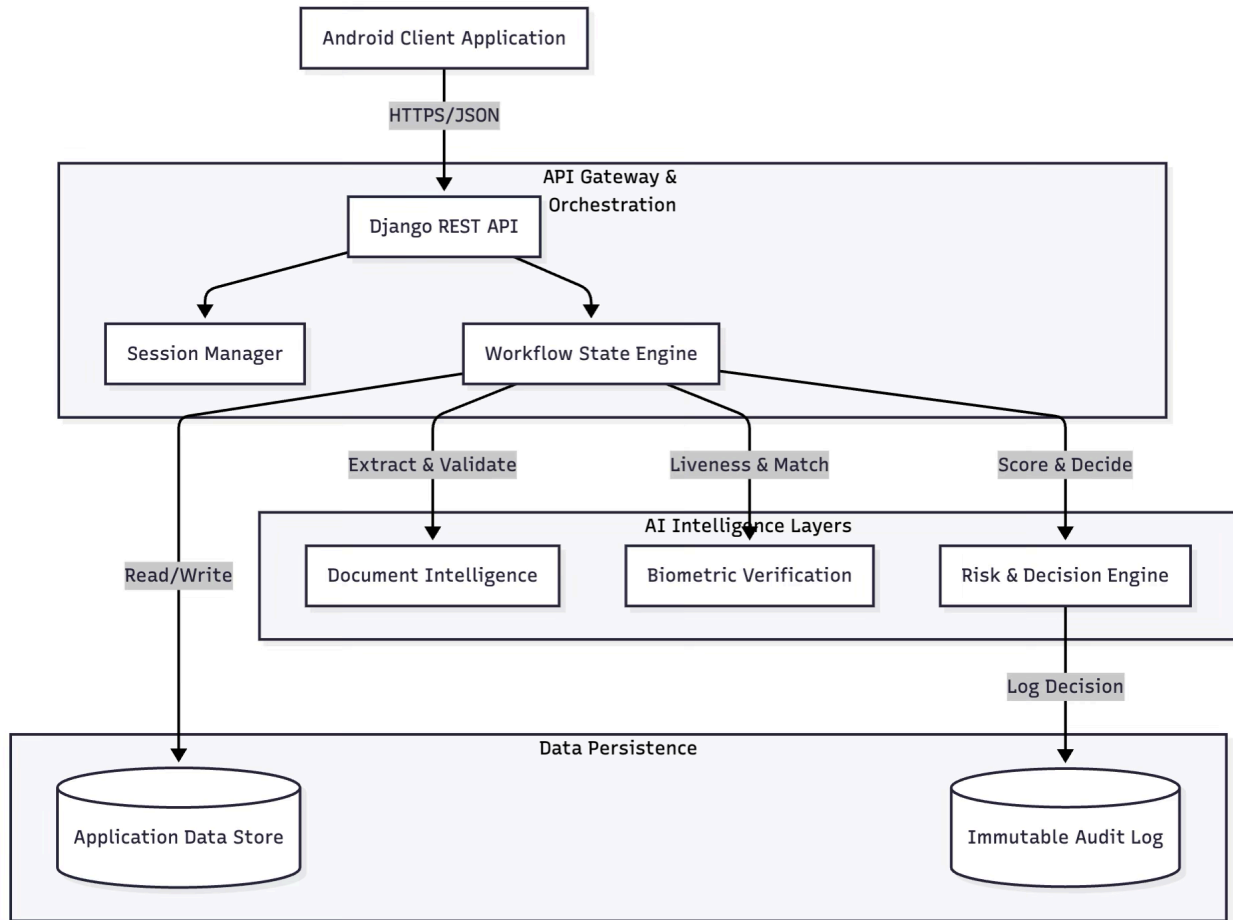 Android Client Application
HTTPS/JSON
API Gateway &
Orchestration
Django REST API
Session Manager
Workflow State Engine
Extract & Validate
Liveness & Match
Score & Decide
AI Intelligence Layers
Read/Write
Document Intelligence
Biometric Verification
Risk & Decision Engine
Log Decision
Data Persistence
Application Data Store
Immutable Audit Log